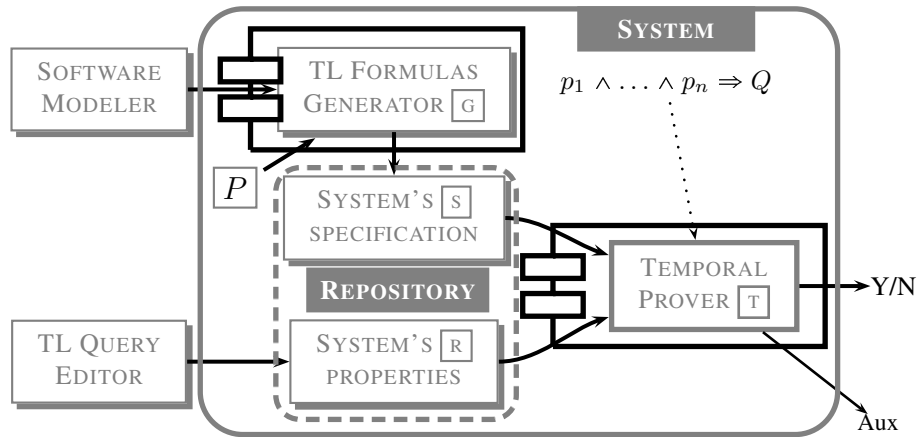 SYSTEM
SOFTWARE
MODELER
TL FORMULAS
GENERATOR G
p₁ ∧ … ∧ pₙ ⇒ Q
P
SYSTEM'S S
SPECIFICATION
REPOSITORY
TEMPORAL
PROVER T
Y/N
TL QUERY
EDITOR
SYSTEM'S R
PROPERTIES
Aux